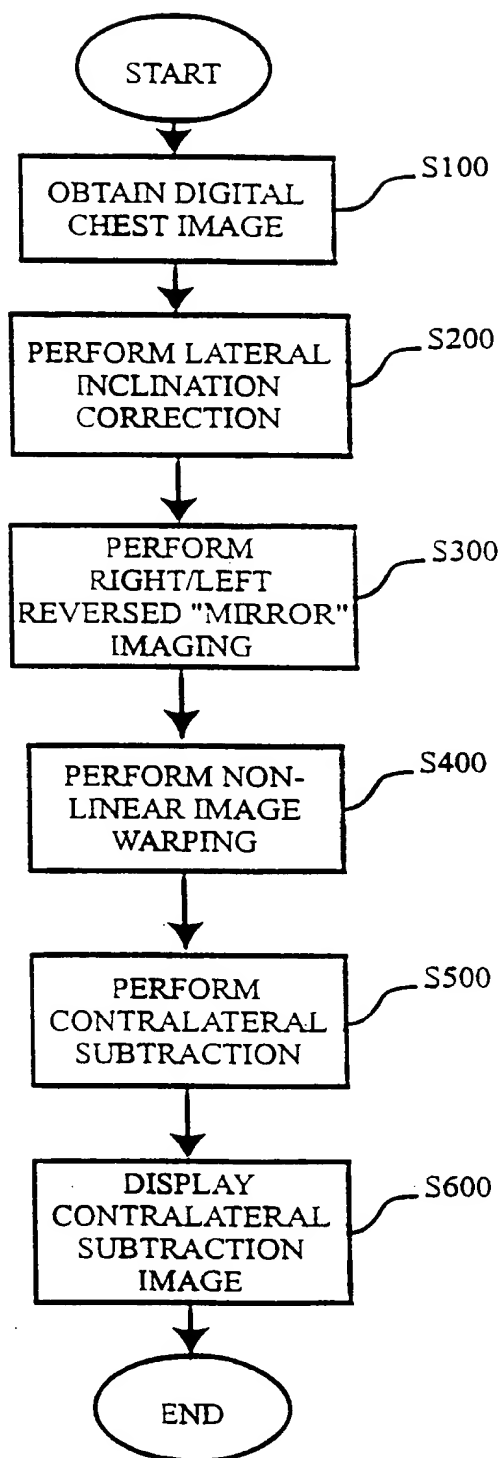 START
OBTAIN DIGITAL
CHEST IMAGE
S100
PERFORM LATERAL
INCLINATION
CORRECTION
S200
PERFORM
RIGHT/LEFT
REVERSED "MIRROR"
IMAGING
S300
PERFORM NON-
LINEAR IMAGE
WARPING
S400
PERFORM
CONTRALATERAL
SUBTRACTION
S500
DISPLAY
CONTRALATERAL
SUBTRACTION
IMAGE
S600
END